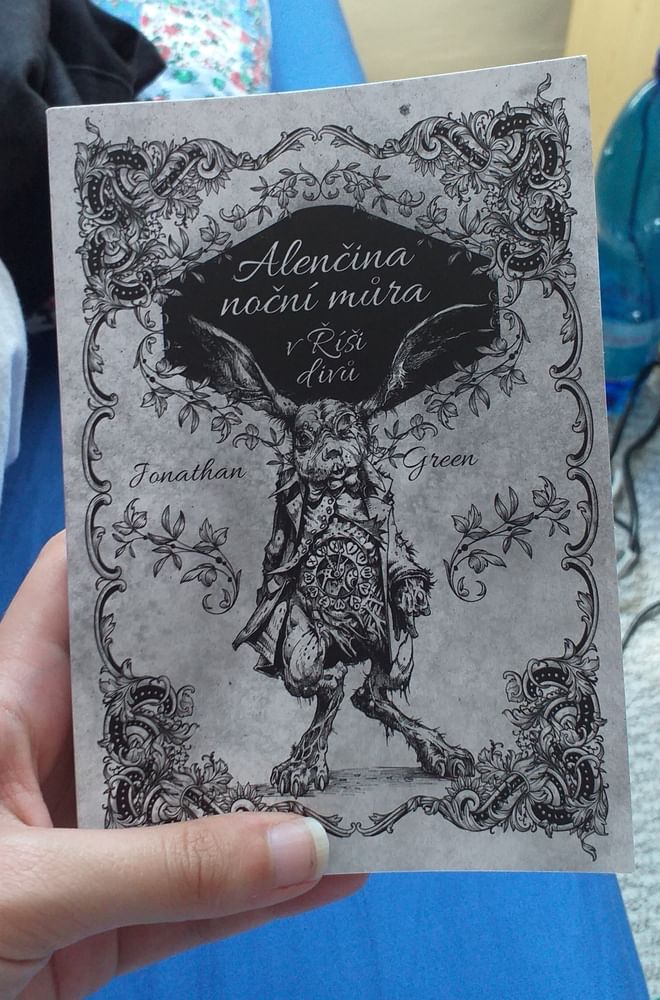 Alenčina
noční můra
v Říši
divů
Jonathan Green